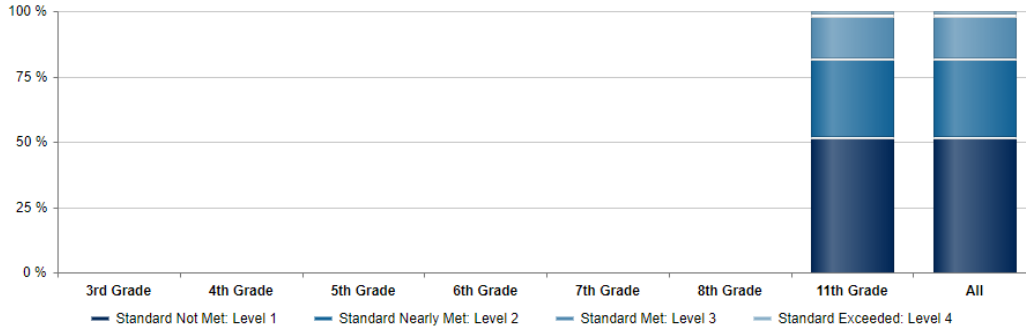 100 %
75 %
50 %
25 %
0 %
3rd Grade 4th Grade 5th Grade 6th Grade 7th Grade 8th Grade 11th Grade All
Standard Not Met: Level 1 Standard Nearly Met: Level 2 Standard Met: Level 3 Standard Exceeded: Level 4